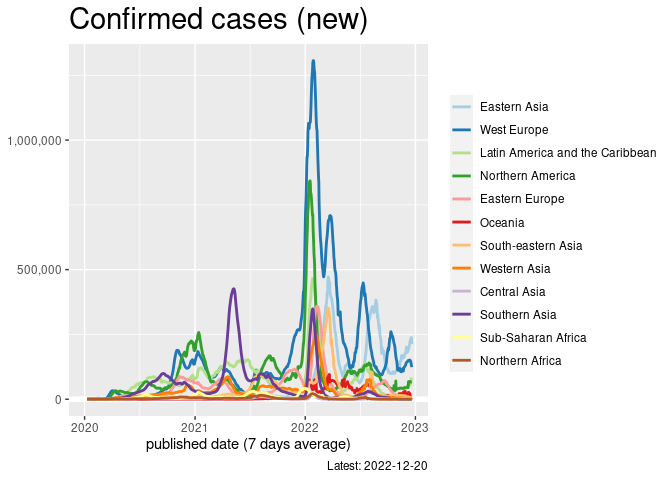 Confirmed cases (new)
1,000,000
500,000
0
2020
2021
2022
2023
published date (7 days average)
Latest: 2022-12-20
Eastern Asia
West Europe
Latin America and the Caribbean
Northern America
Eastern Europe
Oceania
South-eastern Asia
Western Asia
Central Asia
Southern Asia
Sub-Saharan Africa
Northern Africa